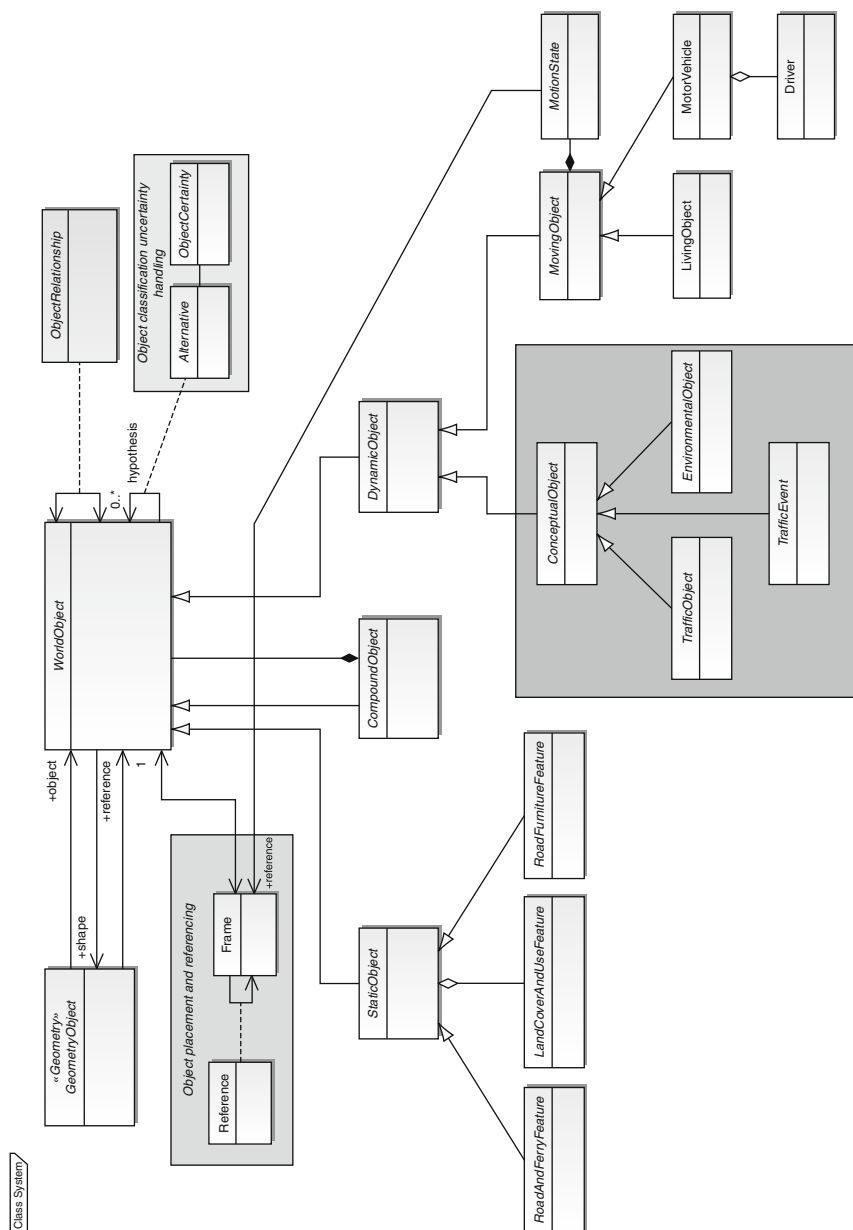 Class System
«Geometry»
GeometryObject
+shape
+object
+reference
1
WorldObject
0..*
hypothesis
ObjectRelationship
Object classification uncertainty
handling
Alternative
ObjectCertainty
Object placement and referencing
Reference
Frame
+reference
StaticObject
CompoundObject
DynamicObject
RoadAndFerryFeature
LandCoverAndUseFeature
RoadFurnitureFeature
ConceptualObject
TrafficObject
EnvironmentalObject
TrafficEvent
MovingObject
MotionState
LivingObject
MotorVehicle
Driver